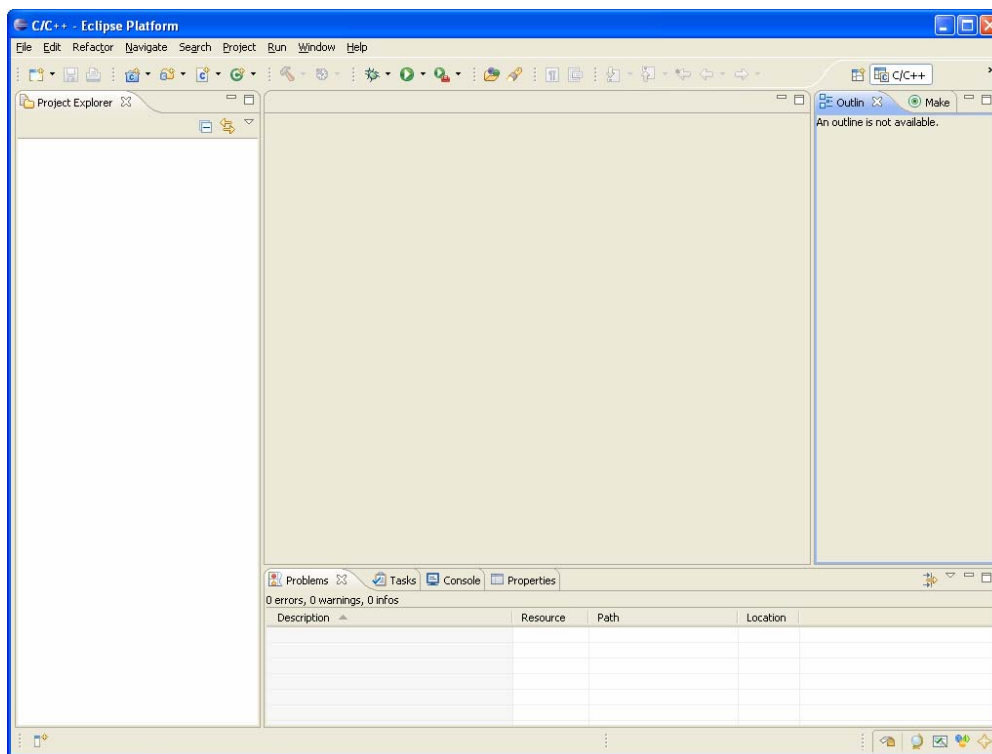 C/C++ - Eclipse Platform
File Edit Refactor Navigate Search Project Run Window Help
C/C++
Project Explorer
Outlin Make
An outline is not available.
Problems Tasks Console Properties
0 errors, 0 warnings, 0 infos
Description Resource Path Location